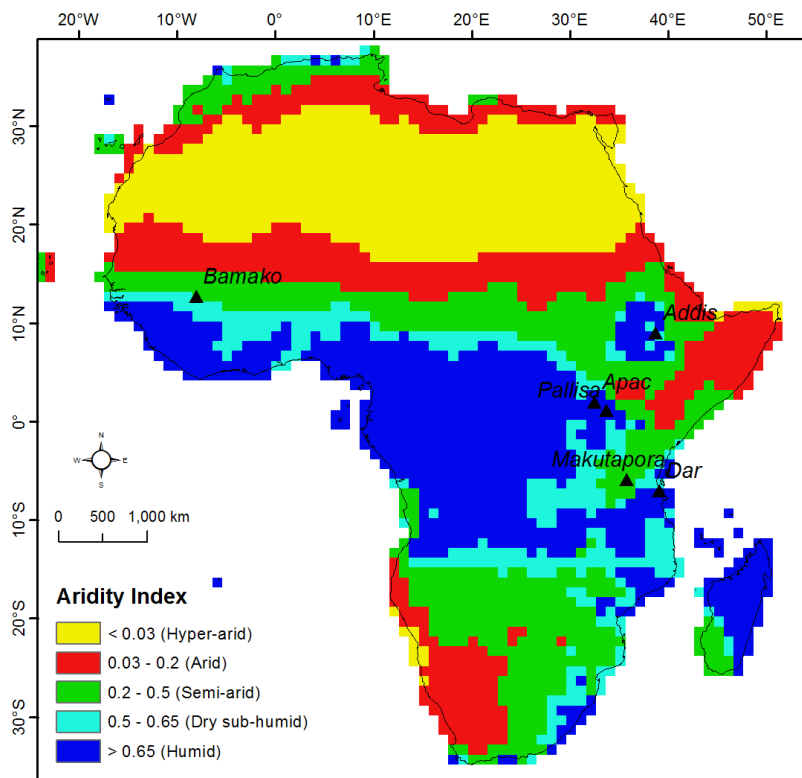 20°W 10°W 0° 10°E 20°E 30°E 40°E 50°E
30°N
20°N
Bamako
10°N
Addis
Pallisa Apac
0°
N
W E
S
Makutapora Dar
0 500 1,000 km
10°S
Aridity Index
20°S
< 0.03 (Hyper-arid)
0.03 - 0.2 (Arid)
0.2 - 0.5 (Semi-arid)
0.5 - 0.65 (Dry sub-humid)
30°S
> 0.65 (Humid)